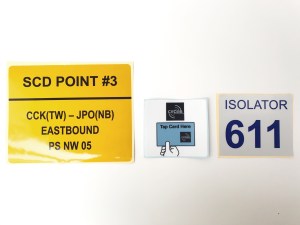 SCD POINT #3
CCK(TW) – JPO(NB)
EASTBOUND
PS NW 05
Tap Card Here
ISOLATOR
611